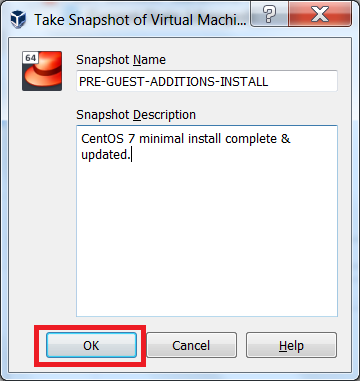 Take Snapshot of Virtual Machi...
?
64
Snapshot Name
PRE-GUEST-ADDITIONS-INSTALL
Snapshot Description
CentOS 7 minimal install complete &
updated.
OK
Cancel
Help